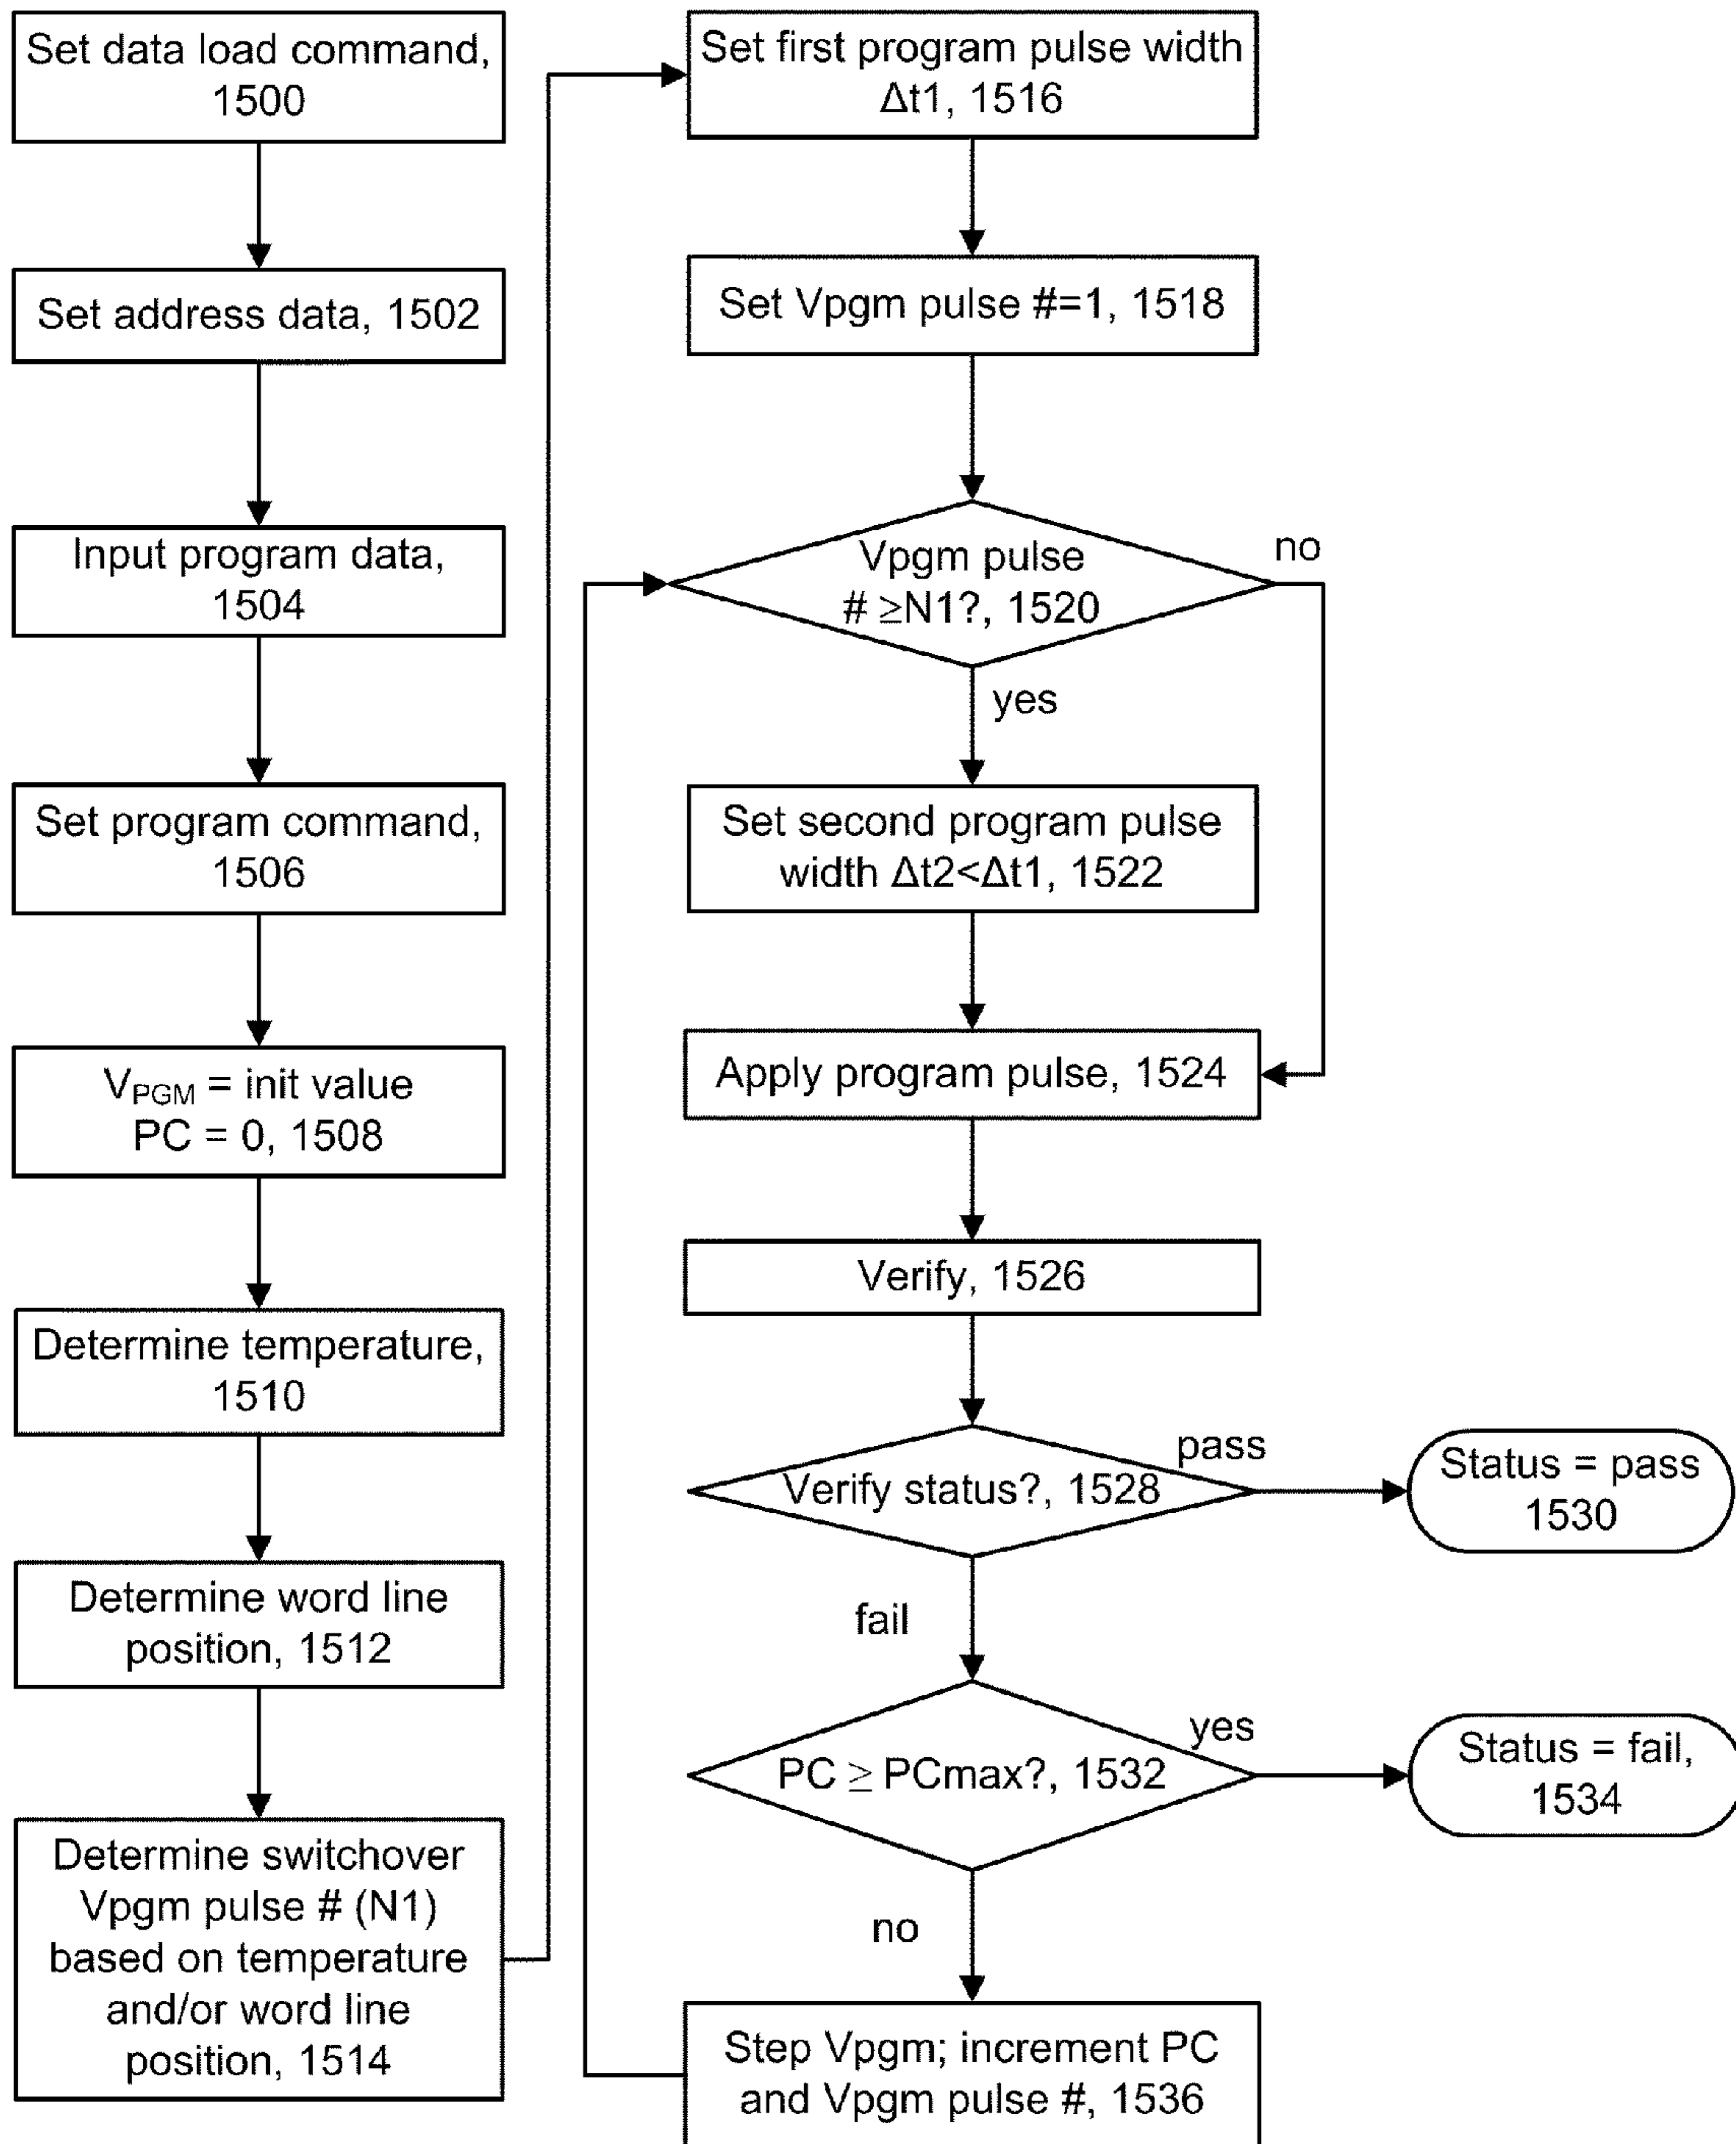 Set data load command,
1500
Set address data, 1502
Input program data,
1504
Set program command,
1506
VPGM = init value
PC = 0, 1508
Determine temperature,
1510
Determine word line
position, 1512
Determine switchover
Vpgm pulse # (N1)
based on temperature
and/or word line
position, 1514
Set first program pulse width
Δt1, 1516
Set Vpgm pulse #=1, 1518
Vpgm pulse
# ≥N1?, 1520
no
yes
Set second program pulse
width Δt2<Δt1, 1522
Apply program pulse, 1524
Verify, 1526
Verify status?, 1528
pass
Status = pass
1530
fail
PC ≥ PCmax?, 1532
yes
Status = fail,
1534
no
Step Vpgm; increment PC
and Vpgm pulse #, 1536